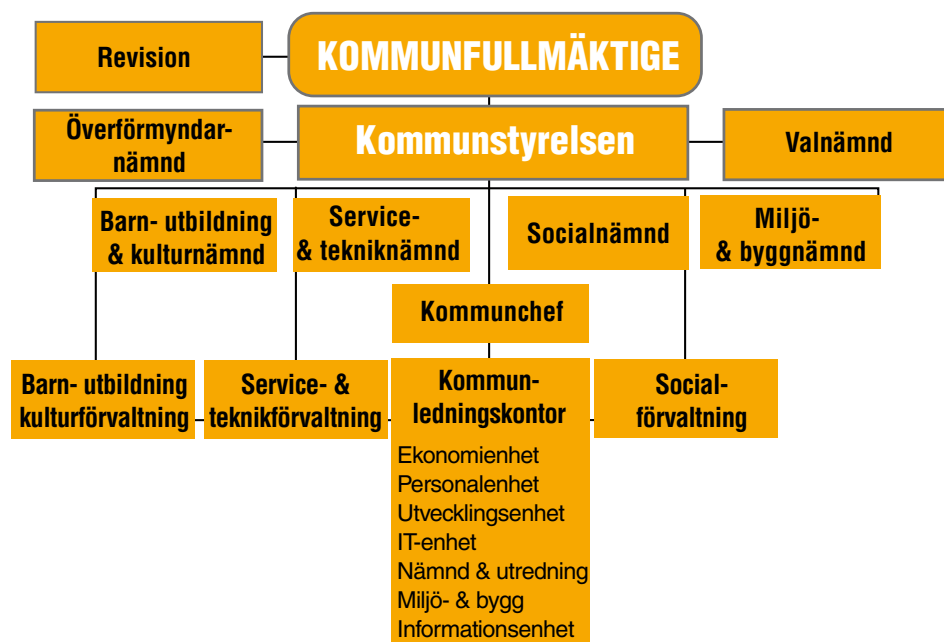 Revision
KOMMUNFULLMÄKTIGE
Överförmyndar-
nämnd
Kommunstyrelsen
Valnämnd
Barn- utbildning
& kulturnämnd
Service-
& tekniknämnd
Socialnämnd
Miljö-
& byggnämnd
Kommunchef
Barn- utbildning
kulturförvaltning
Service- &
teknikförvaltning
Kommun-
ledningskontor
Ekonomienhet
Personalenhet
Utvecklingsenhet
IT-enhet
Nämnd & utredning
Miljö- & bygg
Informationsenhet
Social-
förvaltning